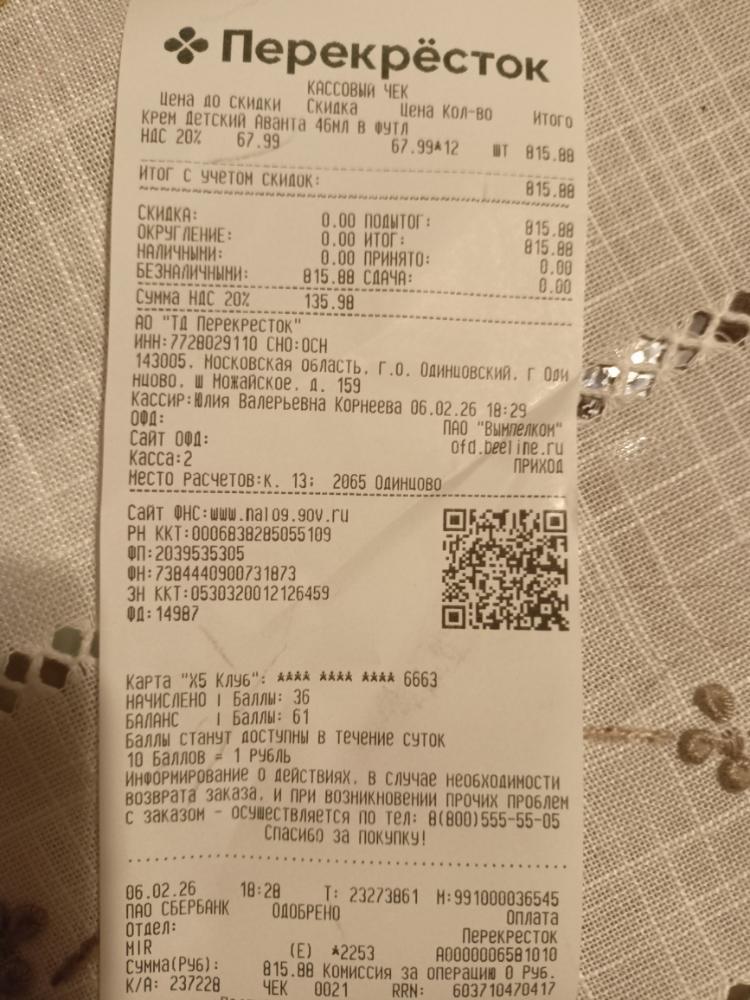 Перекрёсток
КАССОВЫЙ ЧЕК
Цена до скидки Скидка Цена Кол-во Итого
Крем Детский Аванта 46мл в футл
НДС 20% 67.99 67.99*12 шт 815.88
Итог с учетом скидок: 815.88
СКИДКА: 0.00 ПОДЫТОГ: 815.88
ОКРУГЛЕНИЕ: 0.00 ИТОГ: 815.88
НАЛИЧНЫМИ: 0.00 ПРИНЯТО: 0.00
БЕЗНАЛИЧНЫМИ: 815.88 СДАЧА: 0.00
Сумма НДС 20% 135.98
АО "ТД Перекресток"
ИНН:7728029110 СНО:ОСН
143005, Московская область, Г.О. Одинцовский, г Оди
нцово, ш Можайское, д. 159
Кассир:Юлия Валерьевна Корнеева 06.02.26 18:29
ОФД: ПАО "Вымпелком"
Сайт ОФД: ofd.beeline.ru
Касса:2 ПРИХОД
Место расчетов:к. 13; 2065 Одинцово
Сайт ФНС:www.nalog.gov.ru
РН ККТ:0006838285055109
ФП:2039535305
ФН:7384440900731873
ЗН ККТ:0530320012126459
ФД:14987
Карта "Х5 Клуб": **** **** **** 6663
НАЧИСЛЕНО | Баллы: 36
БАЛАНС | Баллы: 61
Баллы станут доступны в течение суток
10 Баллов = 1 Рубль
Информирование о действиях, в случае необходимости
возврата заказа, и при возникновении прочих проблем
с заказом - осуществляется по тел: 8(800)555-55-05
Спасибо за покупку!
06.02.26 18:28 Т: 23273861 М:991000036545
ПАО СБЕРБАНК ОДОБРЕНО Оплата
Отдел: Перекресток
MIR (E) *2253 A0000006581010
Сумма(Руб): 815.88 Комиссия за операцию 0 Руб.
К/А: 237228 ЧЕК 0021 RRN: 603710470417